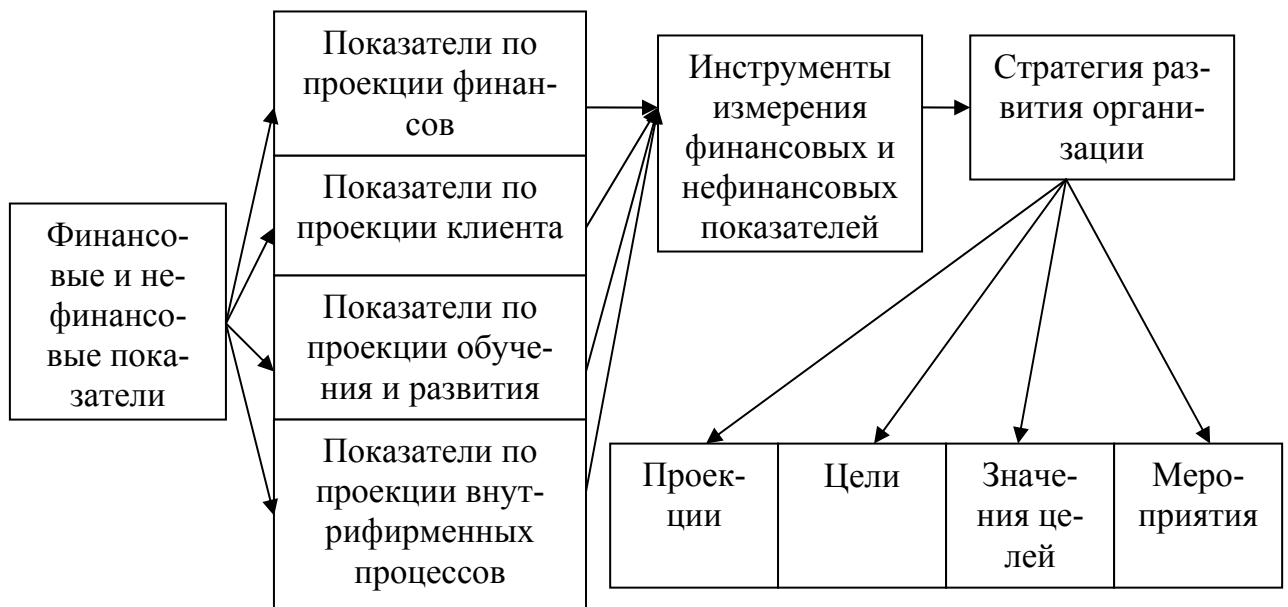 Финансо-
вые и не-
финансо-
вые пока-
затели
Показатели по
проекции финан-
сов
Показатели по
проекции клиента
Показатели по
проекции обуче-
ния и развития
Показатели по
проекции внут-
рифирменных
процессов
Инструменты
измерения
финансовых и
нефинансовых
показателей
Стратегия раз-
вития органи-
зации
Проек-
ции
Цели
Значе-
ния це-
лей
Меро-
приятия